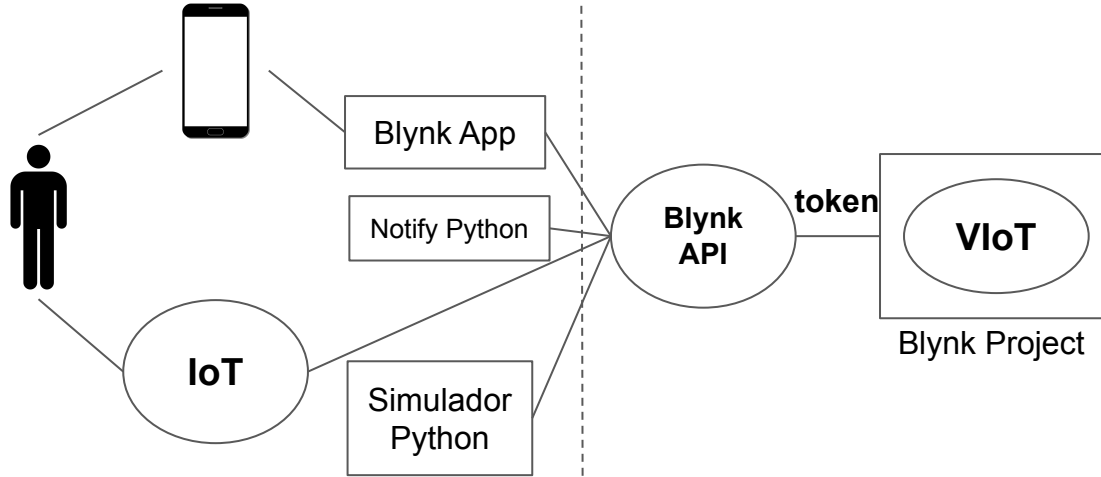 Blynk App
Notify Python
IoT
Simulador
Python
Blynk
API
token
VIoT
Blynk Project